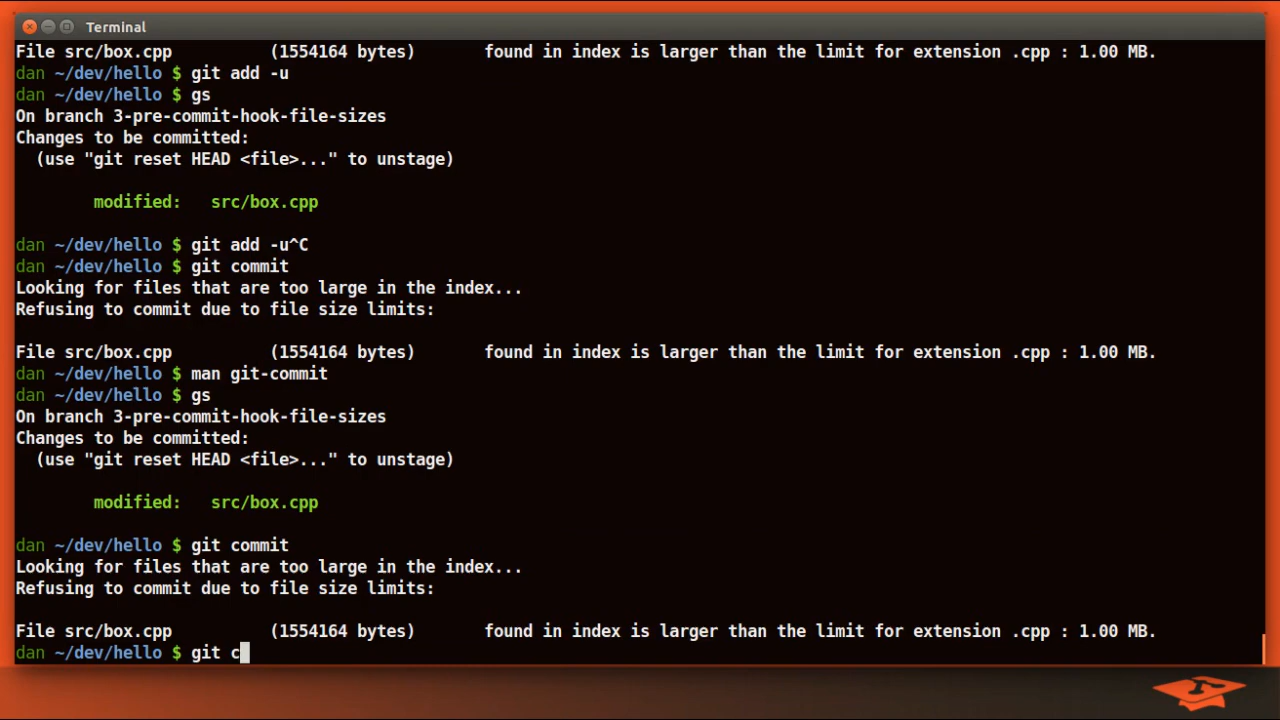 Terminal
File src/box.cpp (1554164 bytes) found in index is larger than the limit for extension .cpp : 1.00 MB.
dan ~/dev/hello $ git add -u
dan ~/dev/hello $ gs
On branch 3-pre-commit-hook-file-sizes
Changes to be committed:
(use "git reset HEAD <file>..." to unstage)
modified: src/box.cpp
dan ~/dev/hello $ git add -u^C
dan ~/dev/hello $ git commit
Looking for files that are too large in the index...
Refusing to commit due to file size limits:
File src/box.cpp (1554164 bytes) found in index is larger than the limit for extension .cpp : 1.00 MB.
dan ~/dev/hello $ man git-commit
dan ~/dev/hello $ gs
On branch 3-pre-commit-hook-file-sizes
Changes to be committed:
(use "git reset HEAD <file>..." to unstage)
modified: src/box.cpp
dan ~/dev/hello $ git commit
Looking for files that are too large in the index...
Refusing to commit due to file size limits:
File src/box.cpp (1554164 bytes) found in index is larger than the limit for extension .cpp : 1.00 MB.
dan ~/dev/hello $ git c